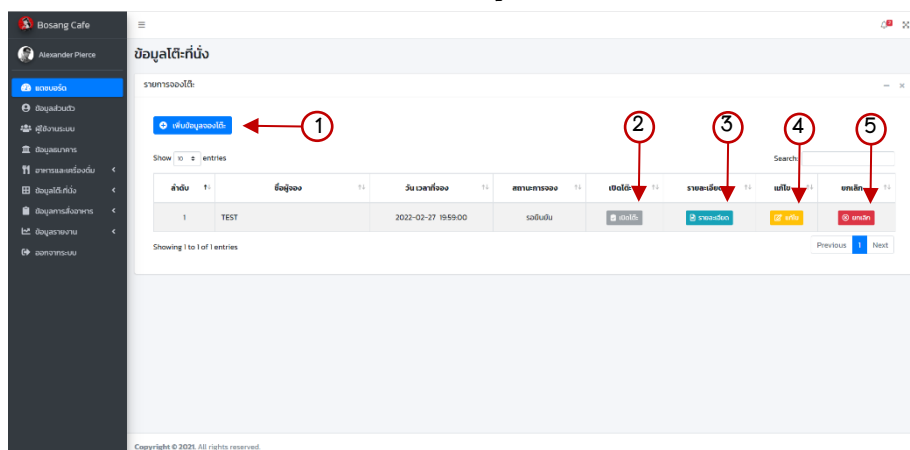 Bosang Cafe
2
Alexander Pierce
ข้อมูลโต๊ะที่นั่ง
แดชบอร์ด
ข้อมูลส่วนตัว
ผู้ใช้งานระบบ
ข้อมูลธนาคาร
อาหารและเครื่องดื่ม
ข้อมูลโต๊ะที่นั่ง
ข้อมูลการสั่งอาหาร
ข้อมูลรายงาน
ออกจากระบบ
รายการจองโต๊ะ
เพิ่มข้อมูลจองโต๊ะ
1
2
3
4
5
Show 10 entries
Search:
ลำดับ ชื่อผู้จอง วัน เวลาที่จอง สถานะการจอง เปิดโต๊ะ รายละเอียด แก้ไข ยกเลิก
1 TEST 2022-02-27 19:59:00 รอยืนยัน เปิดโต๊ะ รายละเอียด แก้ไข ยกเลิก
Showing 1 to 1 of 1 entries
Previous 1 Next
Copyright © 2021. All rights reserved.